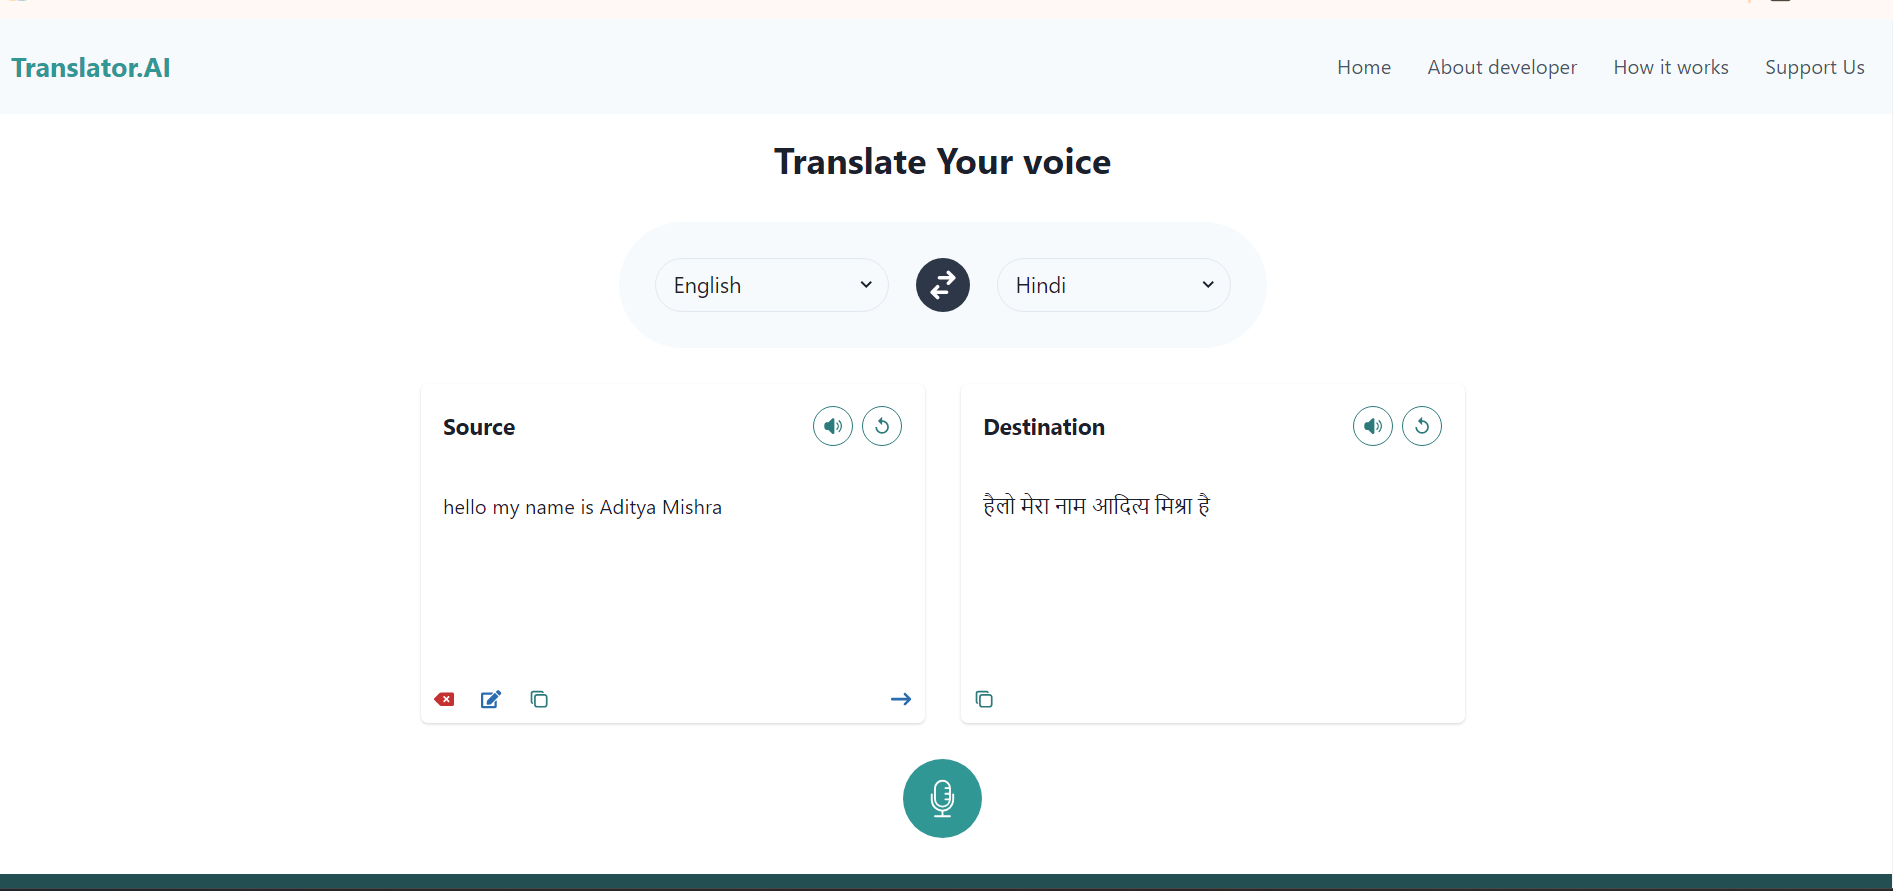 Translator.AI
Home About developer How it works Support Us
Translate Your voice
English Hindi
Source
hello my name is Aditya Mishra
Destination
हैलो मेरा नाम आदित्य मिश्रा है